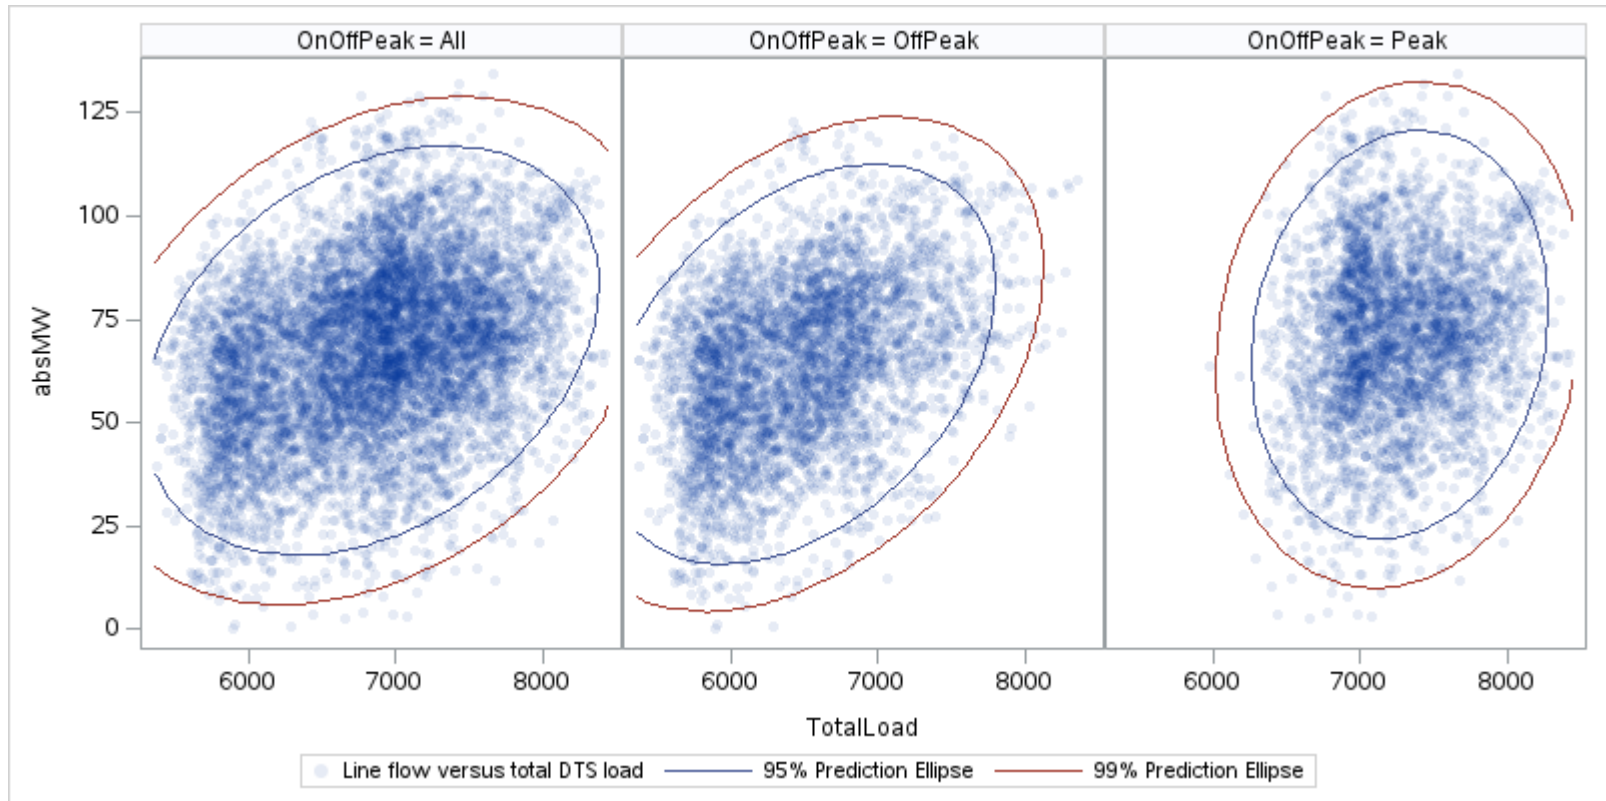 OnOffPeak = All
OnOffPeak = OffPeak
OnOffPeak = Peak
absMW
125
100
75
50
25
0
6000 7000 8000
6000 7000 8000
6000 7000 8000
TotalLoad
Line flow versus total DTS load
95% Prediction Ellipse
99% Prediction Ellipse